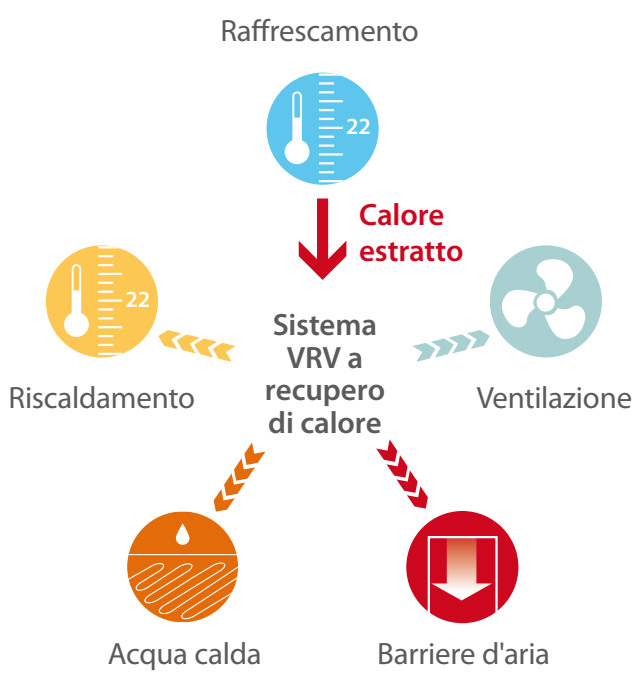 Raffrescamento
22
Calore
estratto
22
Sistema
VRV a
recupero
di calore
Riscaldamento
Ventilazione
Acqua calda
Barriere d'aria